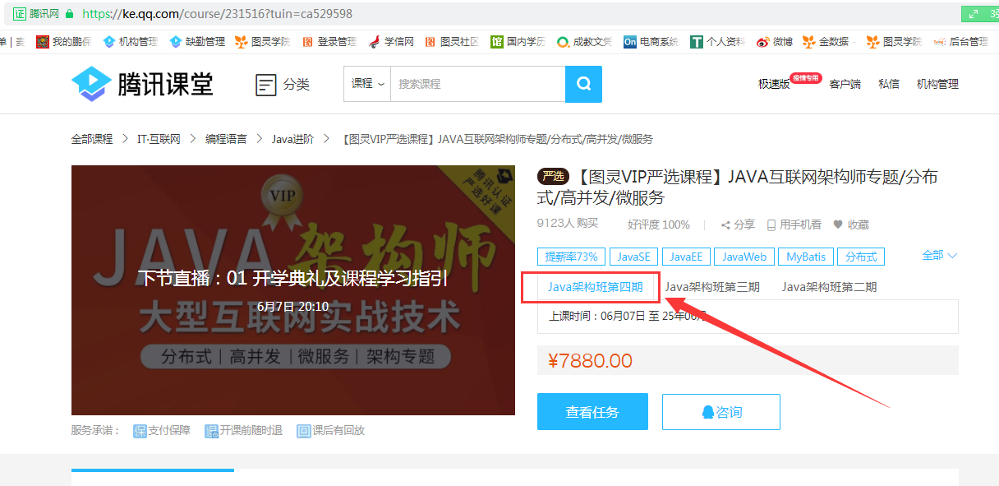 证 腾讯网 https://ke.qq.com/course/231516?tuin=ca529598
单 | 麦 我的鹏保 机构管理 缺勤管理 图灵学院 登录管理 学信网 图灵社区 馆 国内学历 成教文凭 On 电商系统 T 个人资料 微博 金数据 - 图灵学院 后台管理
腾讯课堂 分类 课程 搜索课程 极速版 疫情专用 客户端 私信 机构管理
全部课程 > IT·互联网 > 编程语言 > Java进阶 > 【图灵VIP严选课程】JAVA互联网架构师专题/分布式/高并发/微服务
腾讯认证
严选好课
VIP
JAVA架构师
下节直播：01 开学典礼及课程学习指引
6月7日 20:10
大型互联网实战技术
分布式 | 高并发 | 微服务 | 架构专题
服务承诺： 保 支付保障 退 开课前随时退 回 课后有回放
严选 【图灵VIP严选课程】JAVA互联网架构师专题/分布
式/高并发/微服务
9123人购买 好评度 100% | 分享 用手机看 收藏
提薪率73% JavaSE JavaEE JavaWeb MyBatis 分布式 全部
Java架构班第四期 Java架构班第三期 Java架构班第二期
上课时间：06月07日 至 25年06月
¥7880.00
查看任务 咨询